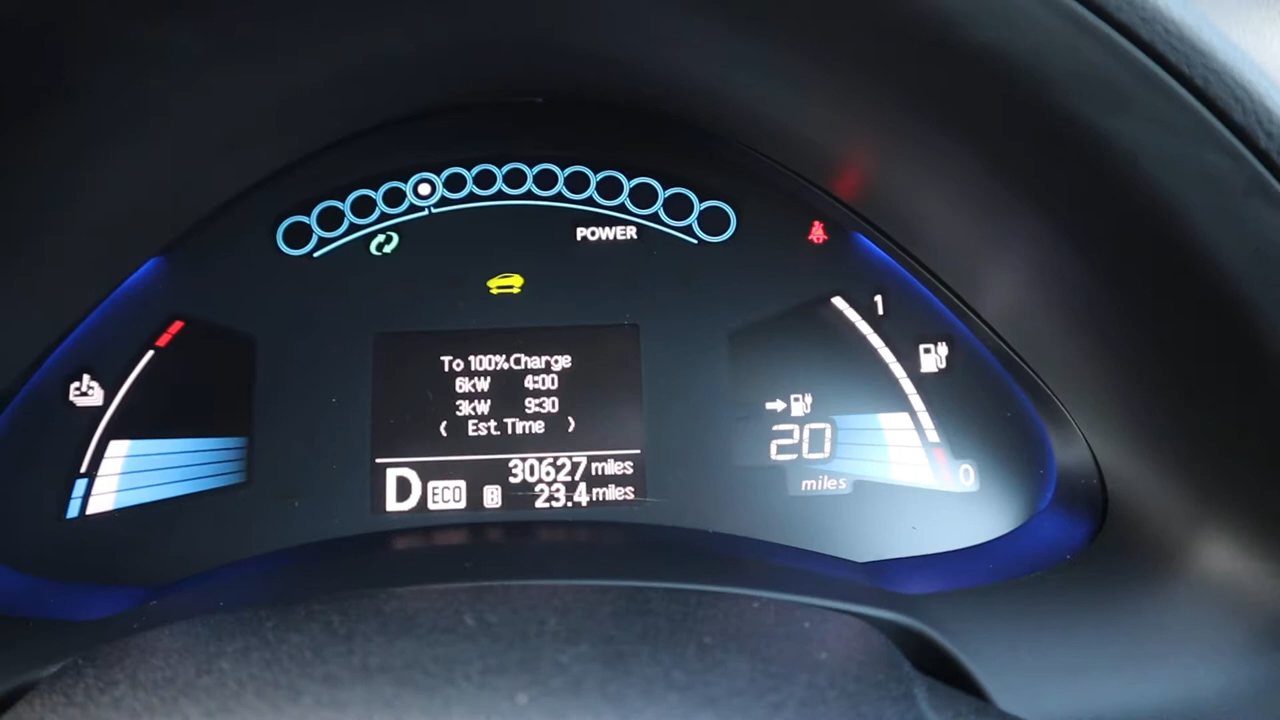 POWER
To 100% Charge
6kW 4:00
3kW 9:30
( Est. Time )
30627 miles
D ECO B 23.4 miles
1
20
miles
0